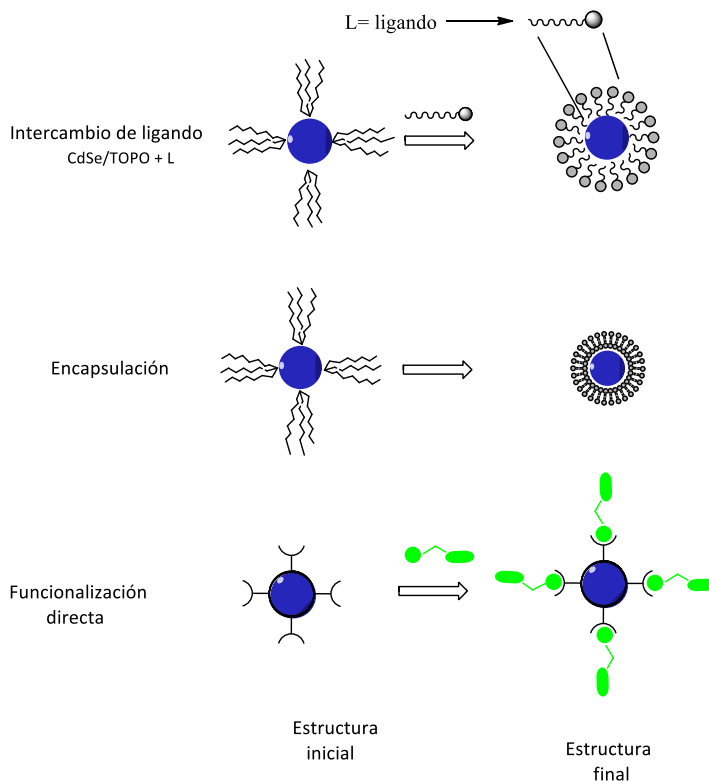 L= ligando
Intercambio de ligando
CdSe/TOPO + L
Encapsulación
Funcionalización
directa
Estructura
inicial
Estructura
final